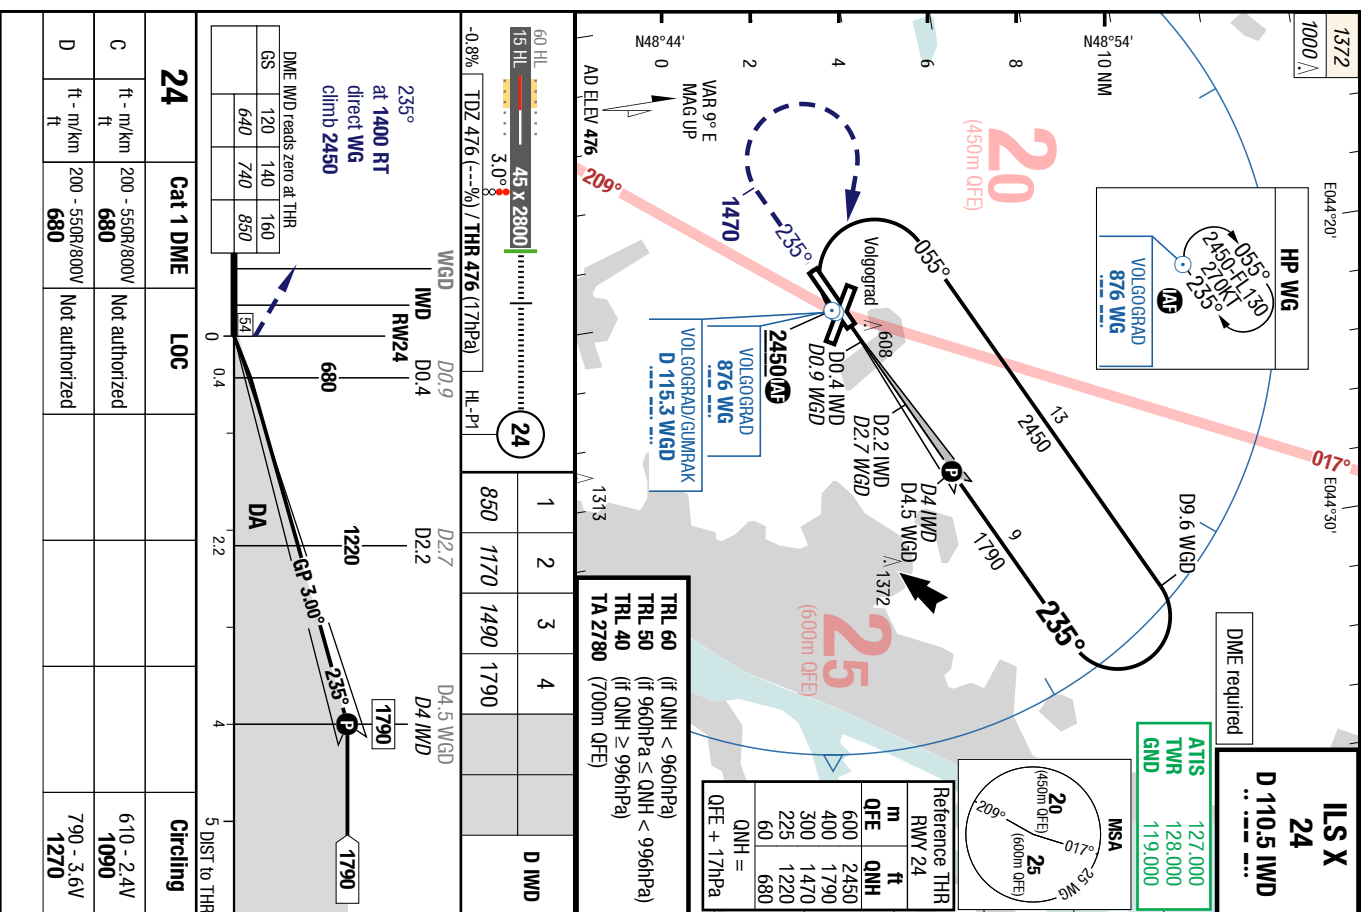 ILS X
24
D 110.5 IWD
.. .-- -..
ATIS 127.000
TWR 128.000
GND 119.000
DME required
MSA
209°
017°
25 WG
20
(450m QFE)
25
(600m QFE)
Reference THR
RWY 24
m ft
QFE QNH
600 2450
400 1790
300 1470
225 1220
60 680
QNH =
QFE + 17hPa
1372
1000
N48°54'
N48°44'
10 NM
8
6
4
2
0
E044°20'
E044°30'
20
(450m QFE)
25
(600m QFE)
HP WG
055°
2450-FL130
270KT
235°
IAF
VOLGOGRAD
876 WG
.-- --.
VAR 9° E
MAG UP
AD ELEV 476
209°
017°
1470
235°
055°
Volgograd
608
13
2450
D9.6 WGD
2450 IAF
D0.4 IWD
D0.9 WGD
D2.2 IWD
D2.7 WGD
P
D4 IWD
D4.5 WGD
9
1790
235°
1372
1313
VOLGOGRAD
876 WG
.-- --.
VOLGOGRAD/GUMRAK
D 115.3 WGD
.-- --. -..
TRL 60 (if QNH < 960hPa)
TRL 50 (if 960hPa ≤ QNH < 996hPa)
TRL 40 (if QNH ≥ 996hPa)
TA 2780 (700m QFE)
60 HL
15 HL
45 x 2800
3.0°
-0.8%
TDZ 476 (---%) / THR 476 (17hPa)
HL-P1
24
1 2 3 4 D IWD
850 1170 1490 1790
235°
at 1400 RT
direct WG
climb 2450
DME IWD reads zero at THR
GS 120 140 160
640 740 850
WGD
IWD
RW24
D0.9
D0.4
D2.7
D2.2
D4.5 WGD
D4 IWD
54
680
1220
DA
GP 3.00°
235°
P
1790
1790
0 0.4 2.2 4 5 DIST to THR
24 Cat 1 DME LOC Circling
C ft - m/km 200 - 550R/800V Not authorized 610 - 2.4V
ft 680 1090
D ft - m/km 200 - 550R/800V Not authorized 790 - 3.6V
ft 680 1270